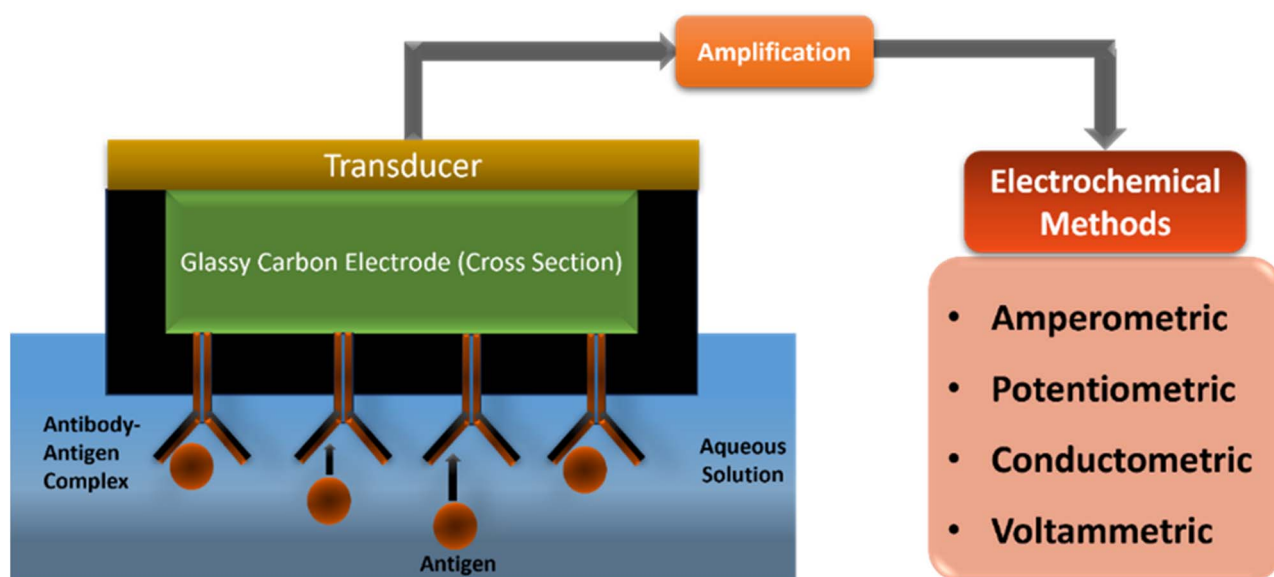 Amplification
Transducer
Electrochemical
Methods
Glassy Carbon Electrode (Cross Section)
• Amperometric
• Potentiometric
• Conductometric
• Voltammetric
Antibody-
Antigen
Complex
Aqueous
Solution
Antigen